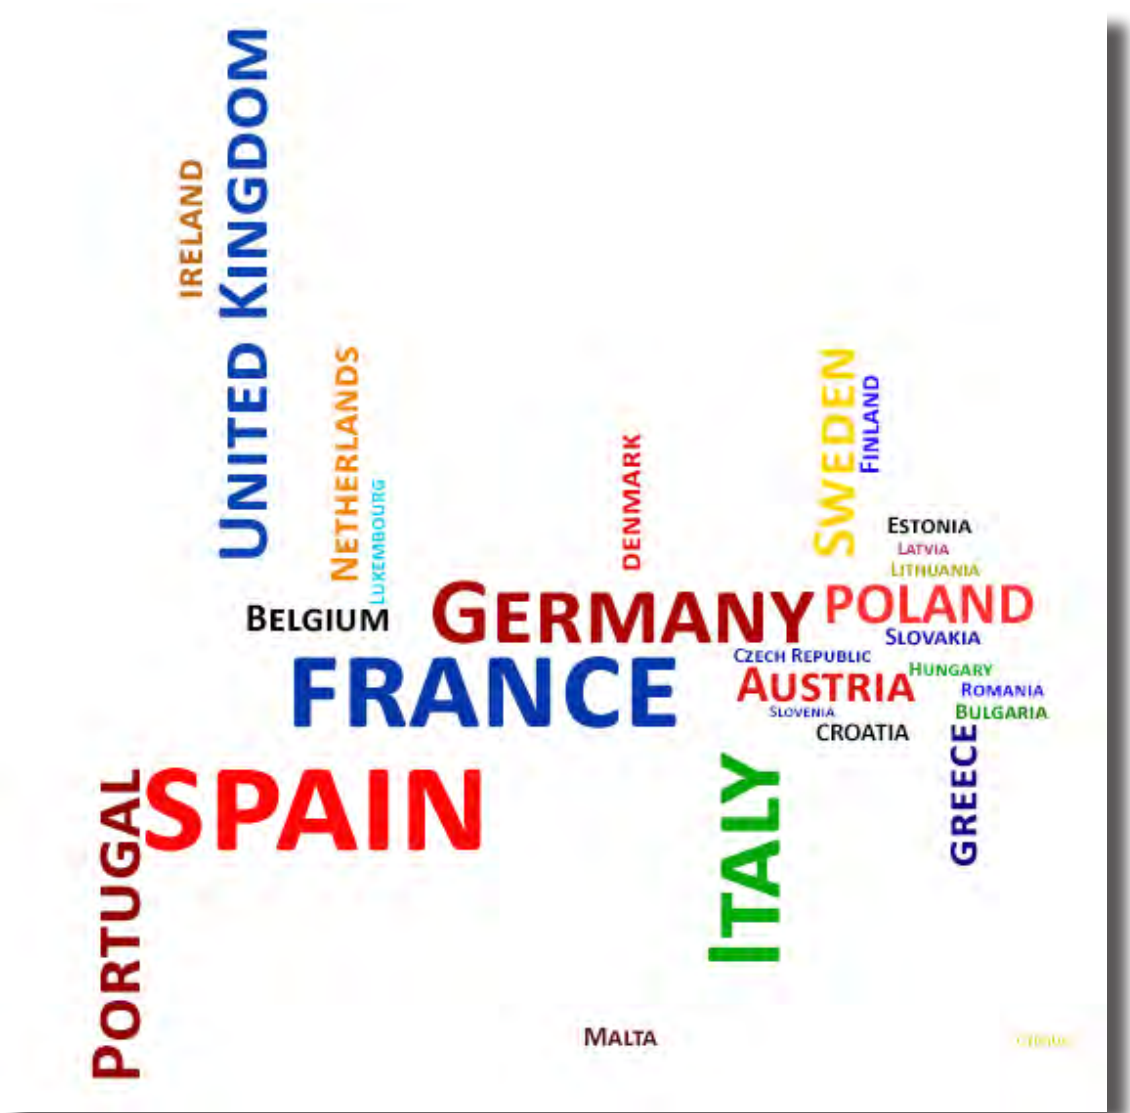 UNITED KINGDOM
IRELAND
NETHERLANDS
LUXEMBOURG
DENMARK
SWEDEN
FINLAND
ESTONIA
LATVIA
LITHUANIA
BELGIUM
GERMANY
POLAND
SLOVAKIA
FRANCE
CZECH REPUBLIC
HUNGARY
AUSTRIA
ROMANIA
SLOVENIA
BULGARIA
CROATIA
GREECE
ITALY
SPAIN
PORTUGAL
MALTA
CYPRUS